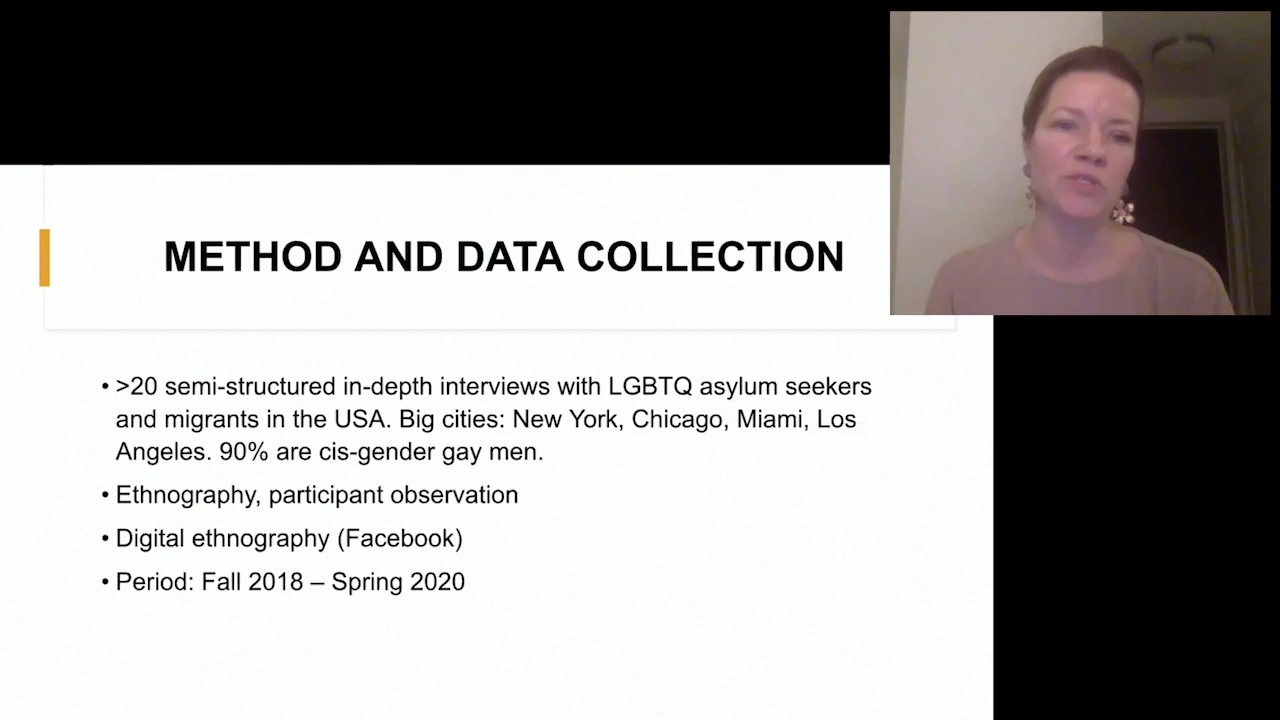 METHOD AND DATA COLLECTION
• >20 semi-structured in-depth interviews with LGBTQ asylum seekers
and migrants in the USA. Big cities: New York, Chicago, Miami, Los
Angeles. 90% are cis-gender gay men.
• Ethnography, participant observation
• Digital ethnography (Facebook)
• Period: Fall 2018 – Spring 2020